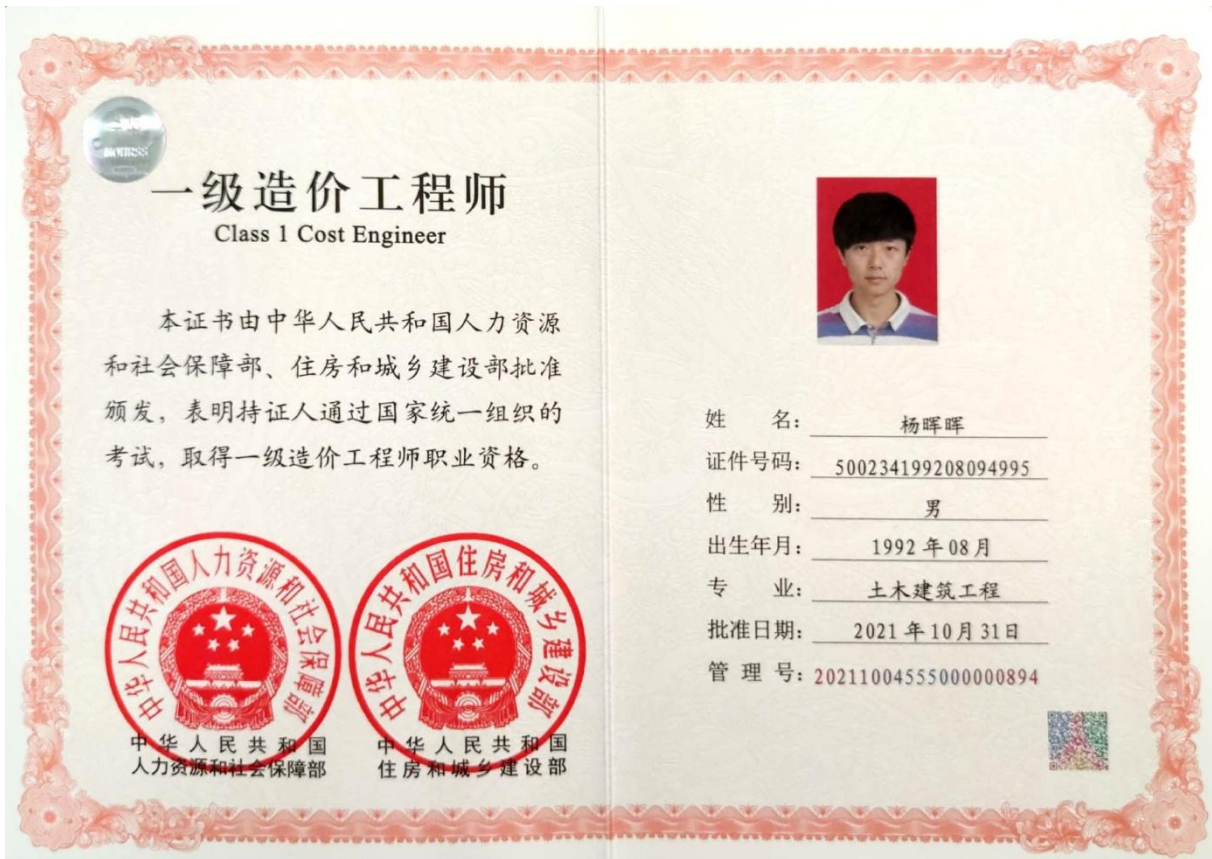 MOHRSS
一级造价工程师
Class 1 Cost Engineer
本证书由中华人民共和国人力资源
和社会保障部、住房和城乡建设部批准
颁发，表明持证人通过国家统一组织的
考试，取得一级造价工程师职业资格。
中华人民共和国人力资源和社会保障部
中华人民共和国住房和城乡建设部
中华人民共和国
人力资源和社会保障部
中华人民共和国
住房和城乡建设部
姓 名：杨晖晖
证件号码：500234199208094995
性 别：男
出生年月：1992年08月
专 业：土木建筑工程
批准日期：2021年10月31日
管 理 号：20211004555000000894